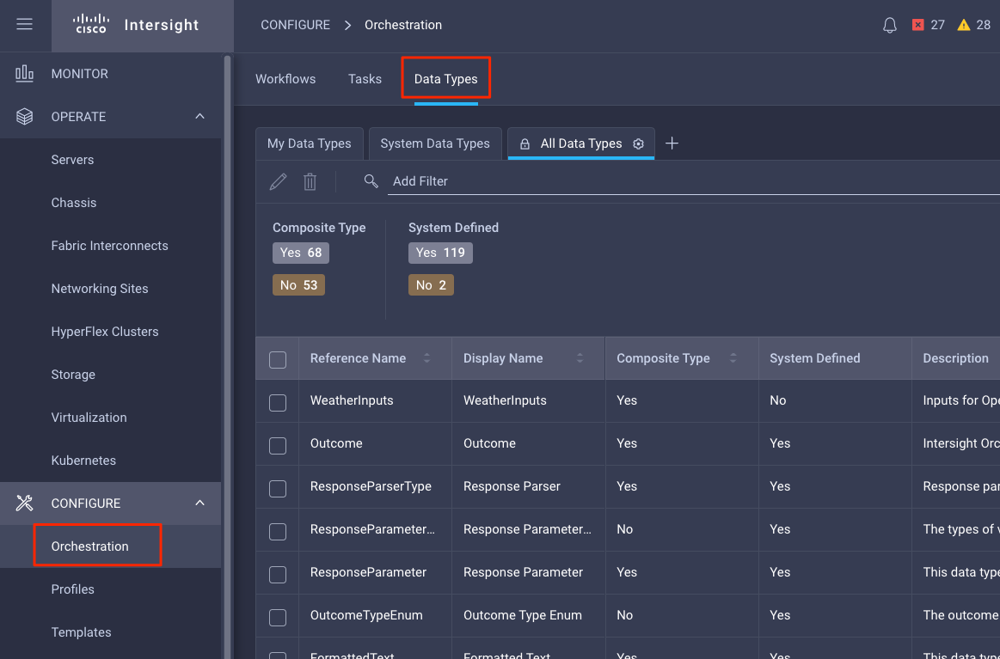 CISCO Intersight
CONFIGURE > Orchestration
27 28
MONITOR
OPERATE
Servers
Chassis
Fabric Interconnects
Networking Sites
HyperFlex Clusters
Storage
Virtualization
Kubernetes
CONFIGURE
Orchestration
Profiles
Templates
Workflows Tasks Data Types
My Data Types System Data Types All Data Types +
Add Filter
Composite Type System Defined
Yes 68 Yes 119
No 53 No 2
Reference Name Display Name Composite Type System Defined Description
WeatherInputs WeatherInputs Yes No Inputs for Ope
Outcome Outcome Yes Yes Intersight Orc
ResponseParserType Response Parser Yes Yes Response par
ResponseParameter... Response Parameter... No Yes The types of v
ResponseParameter Response Parameter Yes Yes This data type
OutcomeTypeEnum Outcome Type Enum No Yes The outcome
FormattedText Formatted Text Yes Yes This data type